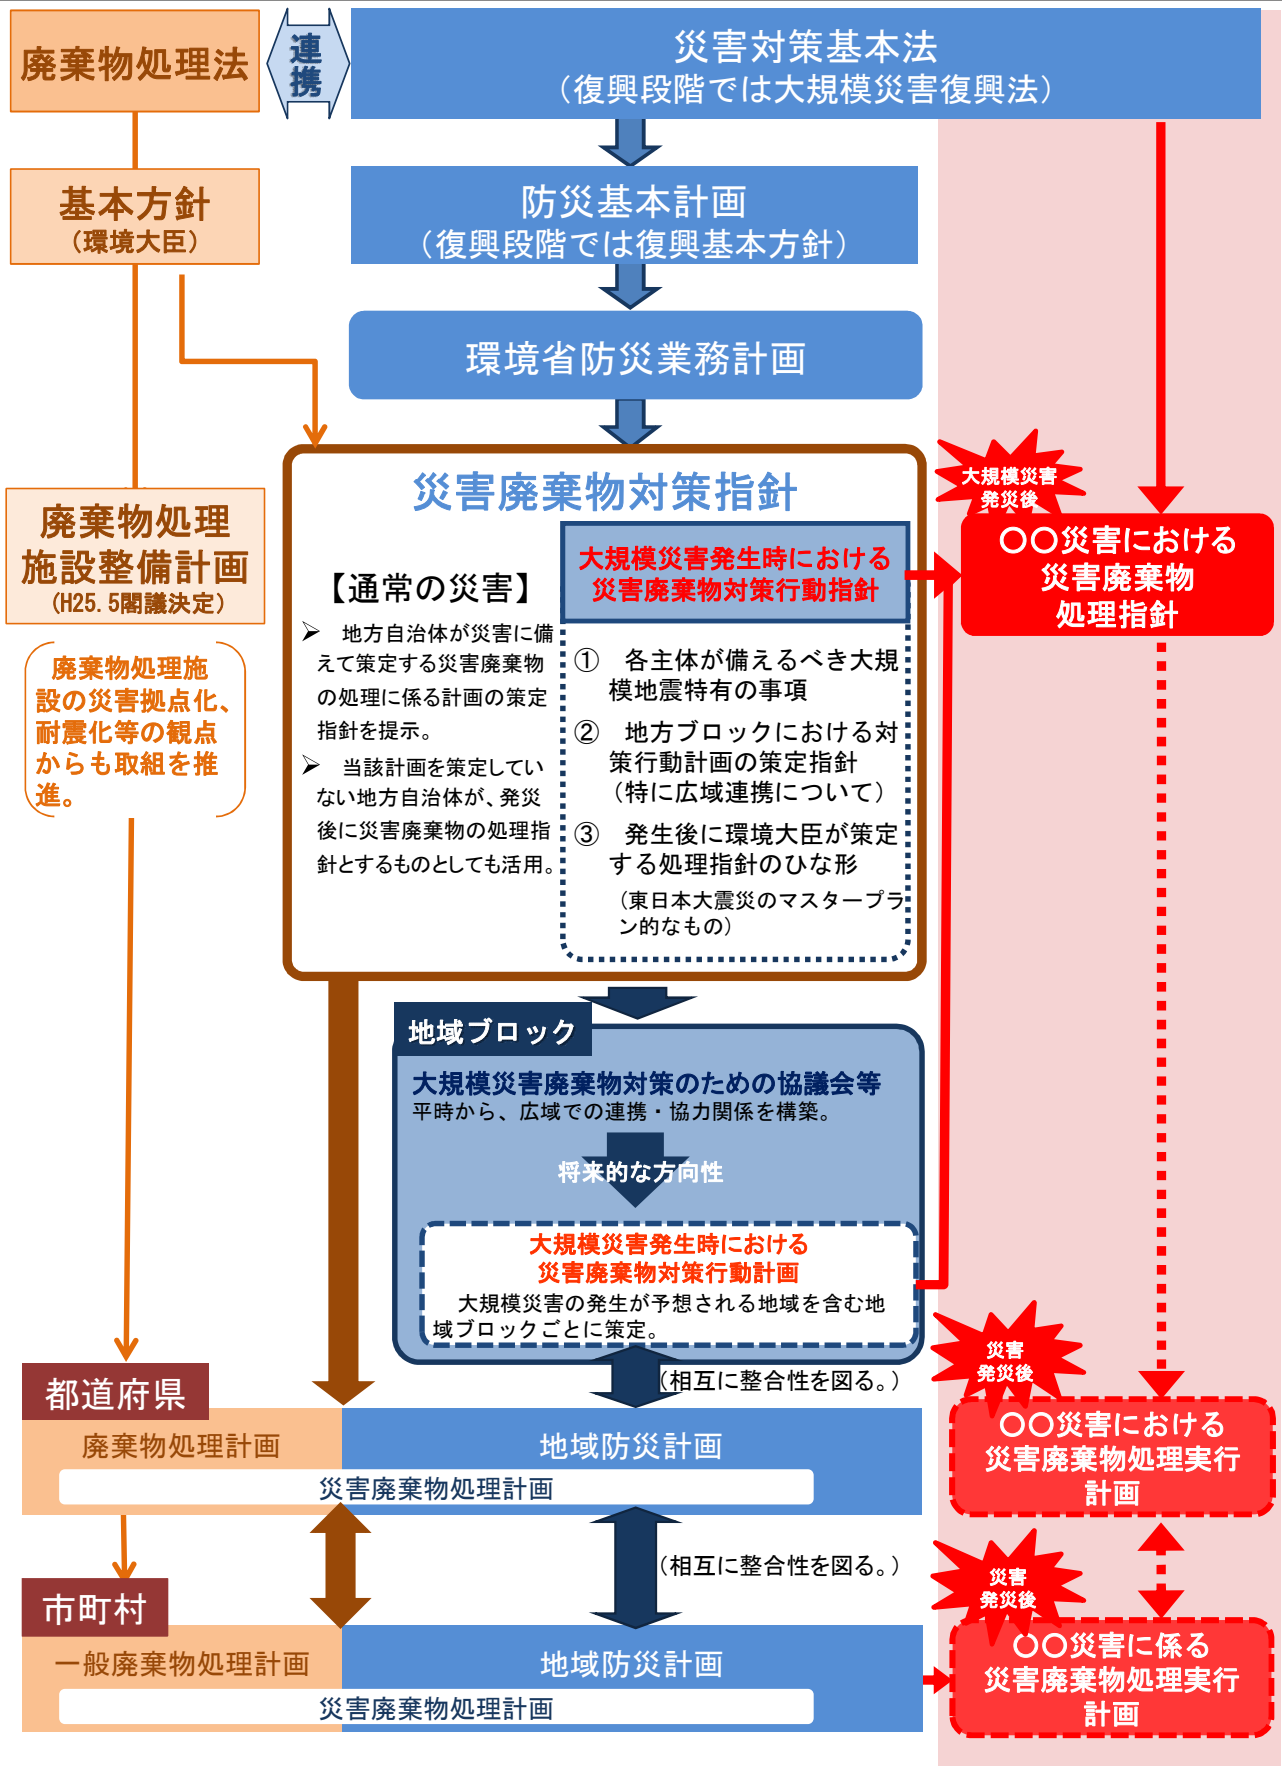 廃棄物処理法
連
携
災害対策基本法
（復興段階では大規模災害復興法）
基本方針
（環境大臣）
防災基本計画
（復興段階では復興基本方針）
環境省防災業務計画
災害廃棄物対策指針
大規模災害
発災後
廃棄物処理
施設整備計画
(H25.5閣議決定)
廃棄物処理施
設の災害拠点化、
耐震化等の観点
からも取組を推
進。
【通常の災害】
➢ 地方自治体が災害に備
えて策定する災害廃棄物
の処理に係る計画の策定
指針を提示。
➢ 当該計画を策定してい
ない地方自治体が、発災
後に災害廃棄物の処理指
針とするものとしても活用。
大規模災害発生時における
災害廃棄物対策行動指針
① 各主体が備えるべき大規
模地震特有の事項
② 地方ブロックにおける対
策行動計画の策定指針
（特に広域連携について）
③ 発生後に環境大臣が策定
する処理指針のひな形
（東日本大震災のマスタープラ
ン的なもの）
〇〇災害における
災害廃棄物
処理指針
地域ブロック
大規模災害廃棄物対策のための協議会等
平時から、広域での連携・協力関係を構築。
将来的な方向性
大規模災害発生時における
災害廃棄物対策行動計画
大規模災害の発生が予想される地域を含む地
域ブロックごとに策定。
（相互に整合性を図る。）
災害
発災後
都道府県
廃棄物処理計画
地域防災計画
災害廃棄物処理計画
〇〇災害における
災害廃棄物処理実行
計画
（相互に整合性を図る。）
災害
発災後
市町村
一般廃棄物処理計画
地域防災計画
災害廃棄物処理計画
〇〇災害に係る
災害廃棄物処理実行
計画